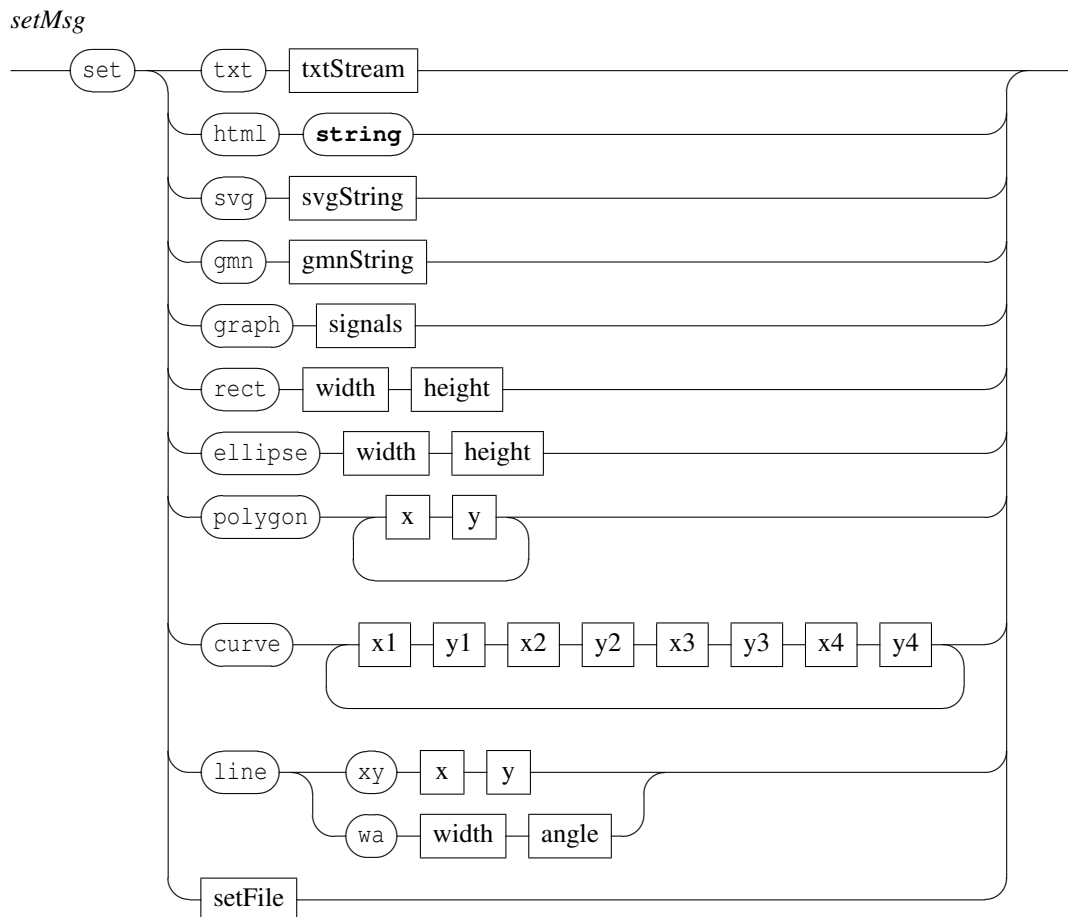 setMsg
set txt txtStream
html string
svg svgString
gmn gmnString
graph signals
rect width height
ellipse width height
polygon x y
curve x1 y1 x2 y2 x3 y3 x4 y4
line xy x y
wa width angle
setFile